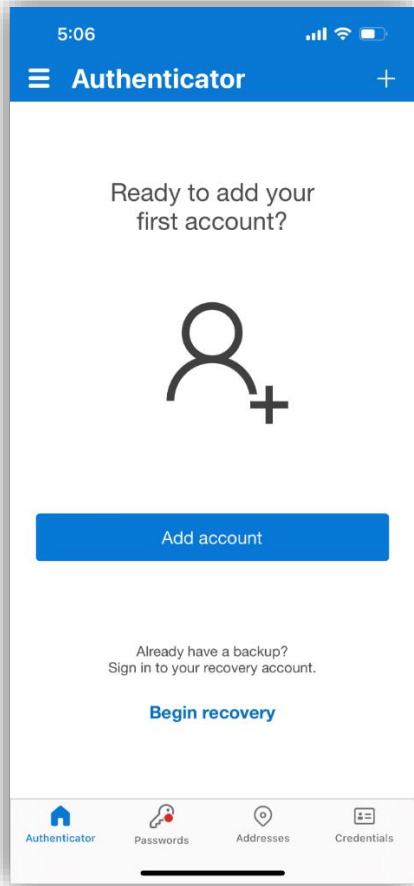 5:06
Authenticator
Ready to add your
first account?
Add account
Already have a backup?
Sign in to your recovery account.
Begin recovery
Authenticator
Passwords
Addresses
Credentials